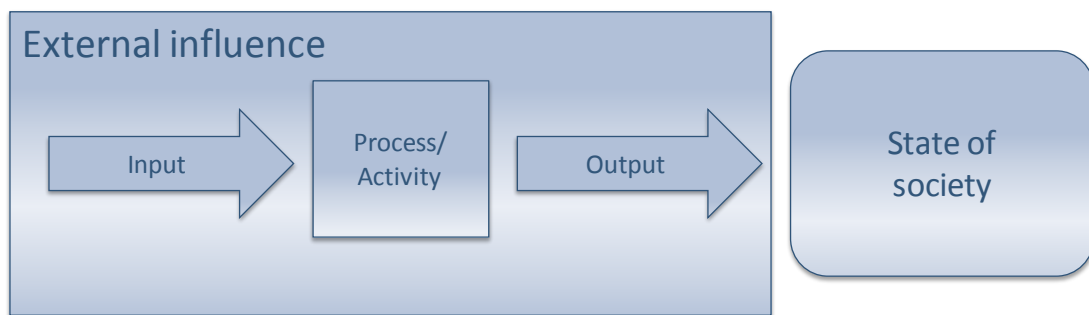 External influence
Input
Process/
Activity
Output
State of
society